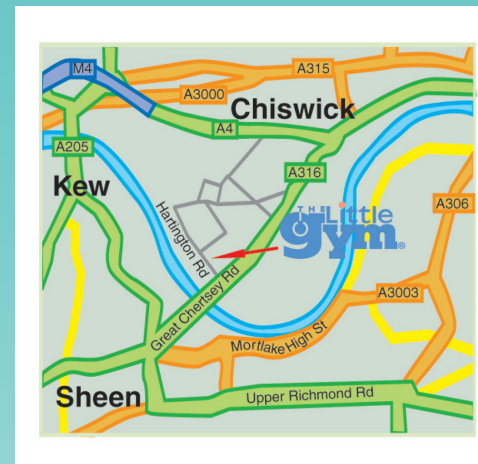 M4
A315
A3000
Chiswick
A4
A205
A316
Kew
A306
THE
Little
gym®
Hartington Rd
Great Chertsey Rd
A3003
Mortlake High St
Sheen
Upper Richmond Rd